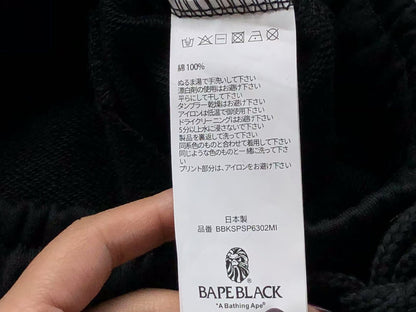 綿 100%
ぬるま湯で手洗いして下さい
漂白剤の使用はお避け下さい
平らにして干して下さい
タンブラー乾燥はお避け下さい
アイロンは低温で御使用下さい
ドライクリーニングはお避け下さい
5分以上水に浸さないで下さい
製品を裏返して洗って下さい
同系色のものと合わせて着用して下さい
同じような色のものと一緒に洗って下さい
プリント部分は、アイロンをお避け下さい
日本製
品番 BBKSPSP6302MI
BAPE BLACK
"A Bathing Ape"